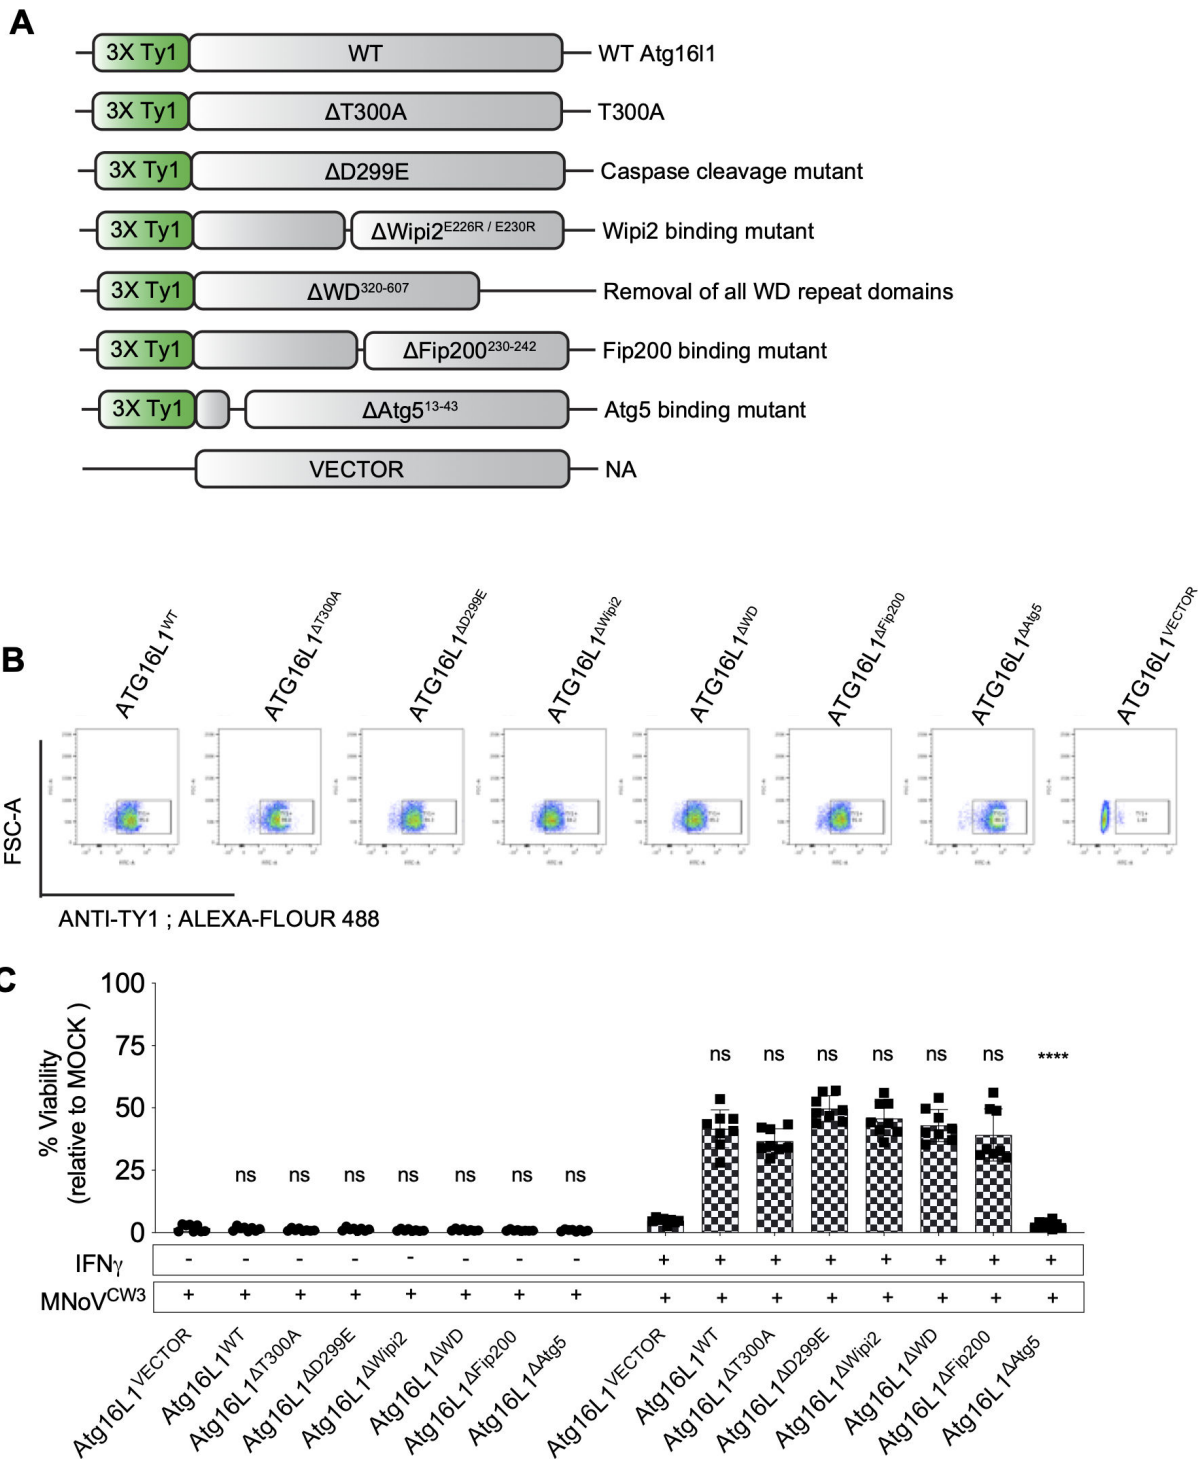 A
3X Ty1 WT WT Atg16l1
3X Ty1 ΔT300A T300A
3X Ty1 ΔD299E Caspase cleavage mutant
3X Ty1 ΔWipi2E226R / E230R Wipi2 binding mutant
3X Ty1 ΔWD320-607 Removal of all WD repeat domains
3X Ty1 ΔFip200230-242 Fip200 binding mutant
3X Ty1 ΔAtg513-43 Atg5 binding mutant
VECTOR NA
B
ATG16L1WT ATG16L1ΔT300A ATG16L1ΔD299E ATG16L1ΔWipi2 ATG16L1ΔWD ATG16L1ΔFip200 ATG16L1ΔAtg5 ATG16L1VECTOR
FSC-A
ANTI-TY1 ; ALEXA-FLOUR 488
C
% Viability
(relative to MOCK )
100
75
50
25
0
ns ns ns ns ns ns ns
ns ns ns ns ns ns ****
IFNγ - - - - - - - - + + + + + + + +
MNoVCW3 + + + + + + + + + + + + + + + +
Atg16L1VECTOR Atg16L1WT Atg16L1ΔT300A Atg16L1ΔD299E Atg16L1ΔWipi2 Atg16L1ΔWD Atg16L1ΔFip200 Atg16L1ΔAtg5 Atg16L1VECTOR Atg16L1WT Atg16L1ΔT300A Atg16L1ΔD299E Atg16L1ΔWipi2 Atg16L1ΔWD Atg16L1ΔFip200 Atg16L1ΔAtg5